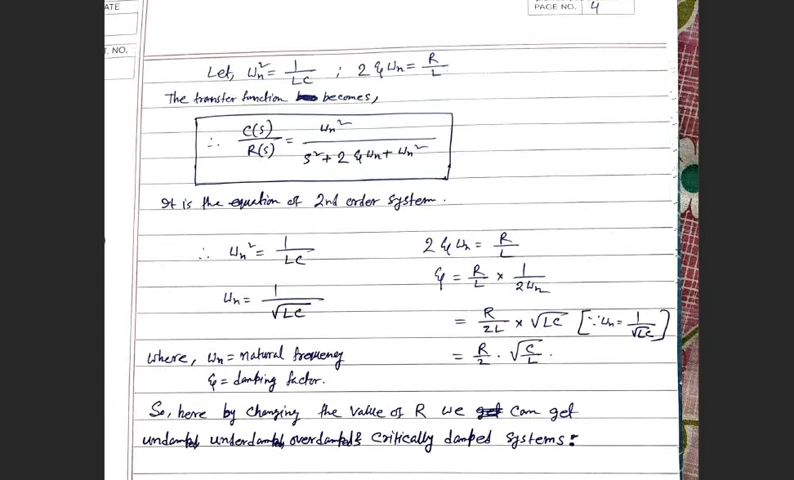 ATE
PAGE NO. 4
T. NO.
Let, ωn² = 1/LC ; 2ξωn = R/L
The transfer function becomes,
∴ C(s)/R(s) = ωn² / s² + 2ξωn + ωn²
It is the equation of 2nd order system.
∴ ωn² = 1/LC
2ξωn = R/L
ωn = 1/√LC
ξ = R/L × 1/2ωn
= R/2L × √LC [∵ ωn = 1/√LC]
= R/2 · √C/L .
where, ωn = natural frequency
ξ = damping factor.
So, here by changing the value of R we can get
undamped, underdamped, overdamped & critically damped systems: